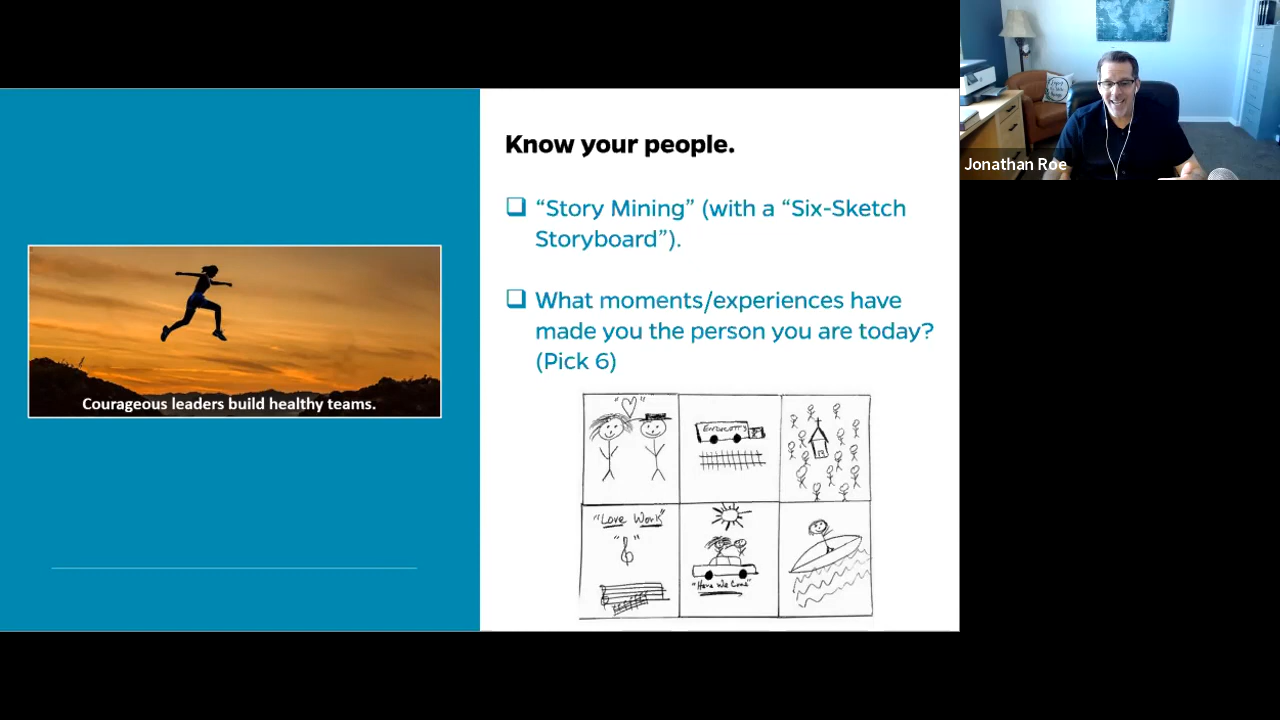 Know your people.
❑ “Story Mining” (with a “Six-Sketch
Storyboard”).
❑ What moments/experiences have
made you the person you are today?
(Pick 6)
Courageous leaders build healthy teams.
"Love Work"
"Here We Come"
Jonathan Roe